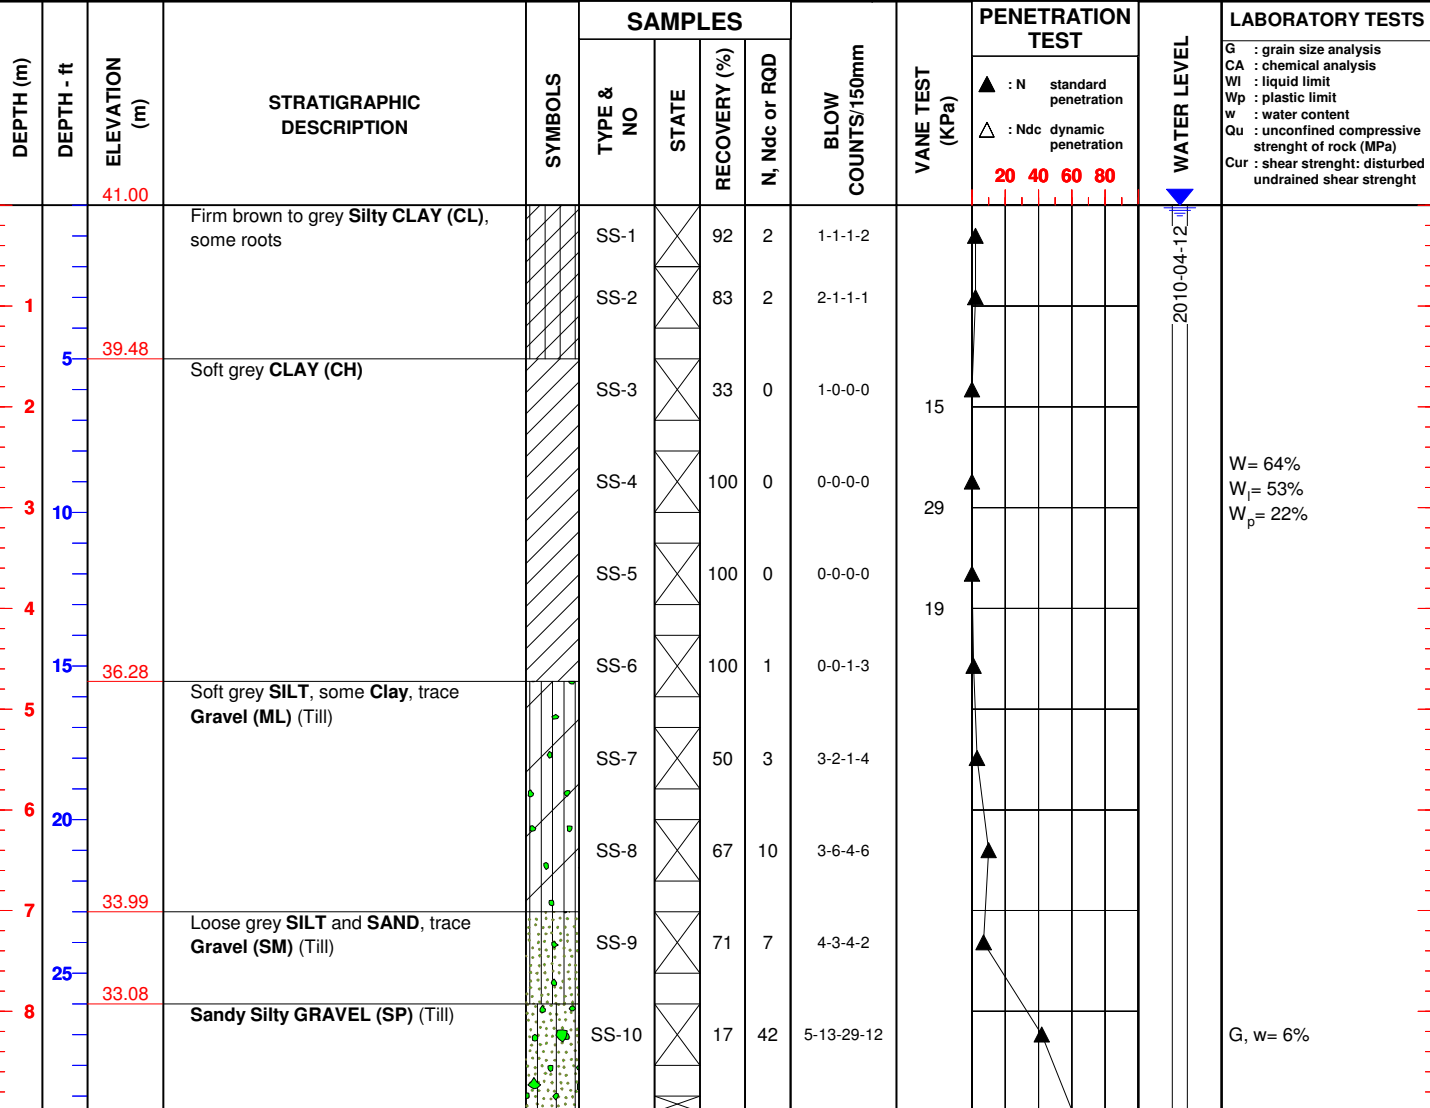 DEPTH (m)
DEPTH - ft
ELEVATION (m)
41.00
STRATIGRAPHIC
DESCRIPTION
SYMBOLS
SAMPLES
TYPE & NO
STATE
RECOVERY (%)
N, Ndc or RQD
BLOW COUNTS/150mm
VANE TEST (KPa)
PENETRATION
TEST
▲ : N standard
penetration
△ : Ndc dynamic
penetration
20 40 60 80
WATER LEVEL
LABORATORY TESTS
G : grain size analysis
CA : chemical analysis
Wl : liquid limit
Wp : plastic limit
w : water content
Qu : unconfined compressive
strenght of rock (MPa)
Cur : shear strenght: disturbed
undrained shear strenght
Firm brown to grey Silty CLAY (CL),
some roots
SS-1 92 2 1-1-1-2
2010-04-12
1
SS-2 83 2 2-1-1-1
39.48
5
Soft grey CLAY (CH)
SS-3 33 0 1-0-0-0
2
15
W= 64%
SS-4 100 0 0-0-0-0
Wl= 53%
3
10
29
Wp= 22%
SS-5 100 0 0-0-0-0
4
19
15
36.28
SS-6 100 1 0-0-1-3
Soft grey SILT, some Clay, trace
Gravel (ML) (Till)
5
SS-7 50 3 3-2-1-4
6
20
SS-8 67 10 3-6-4-6
33.99
7
Loose grey SILT and SAND, trace
Gravel (SM) (Till)
SS-9 71 7 4-3-4-2
25
33.08
8
Sandy Silty GRAVEL (SP) (Till)
SS-10 17 42 5-13-29-12
G, w= 6%